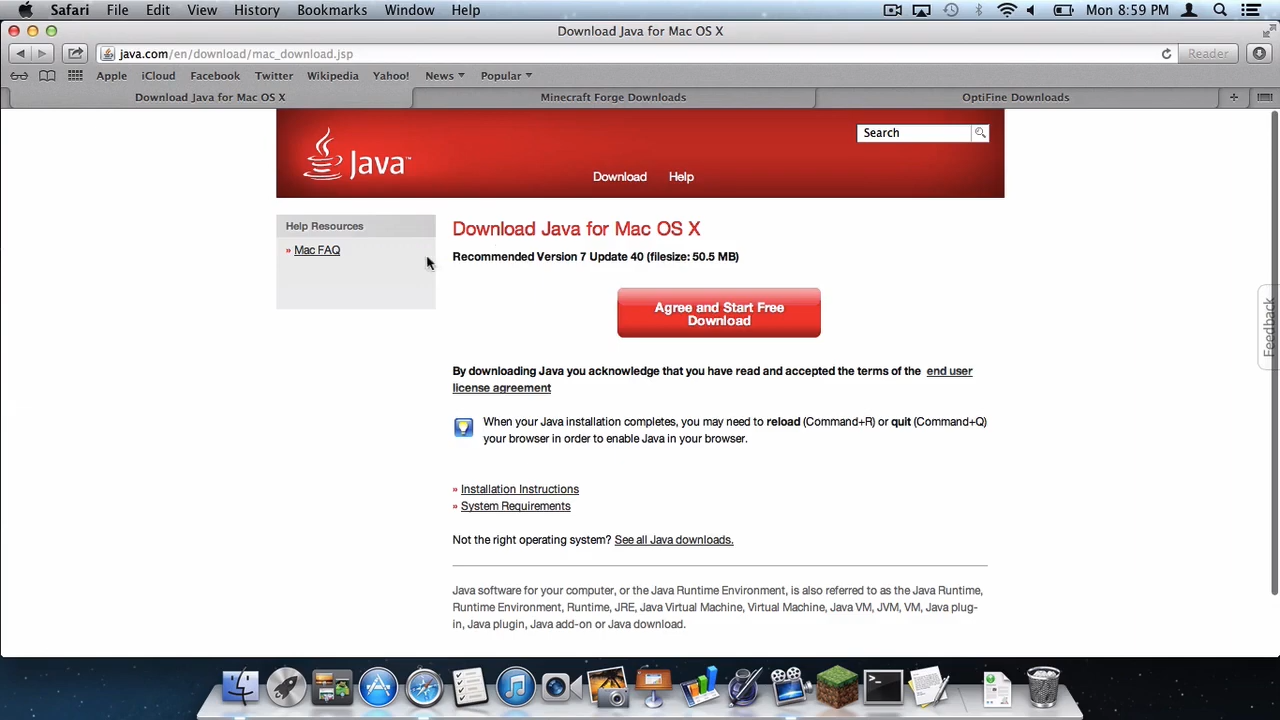 Safari File Edit View History Bookmarks Window Help Mon 8:59 PM
Download Java for Mac OS X
java.com/en/download/mac_download.jsp Reader
Apple iCloud Facebook Twitter Wikipedia Yahoo! News Popular
Download Java for Mac OS X Minecraft Forge Downloads OptiFine Downloads
Java™
Search
Download Help
Help Resources
» Mac FAQ
Download Java for Mac OS X
Recommended Version 7 Update 40 (filesize: 50.5 MB)
Agree and Start Free
Download
Feedback
By downloading Java you acknowledge that you have read and accepted the terms of the end user
license agreement
When your Java installation completes, you may need to reload (Command+R) or quit (Command+Q)
your browser in order to enable Java in your browser.
» Installation Instructions
» System Requirements
Not the right operating system? See all Java downloads.
Java software for your computer, or the Java Runtime Environment, is also referred to as the Java Runtime,
Runtime Environment, Runtime, JRE, Java Virtual Machine, Virtual Machine, Java VM, JVM, VM, Java plug-
in, Java plugin, Java add-on or Java download.